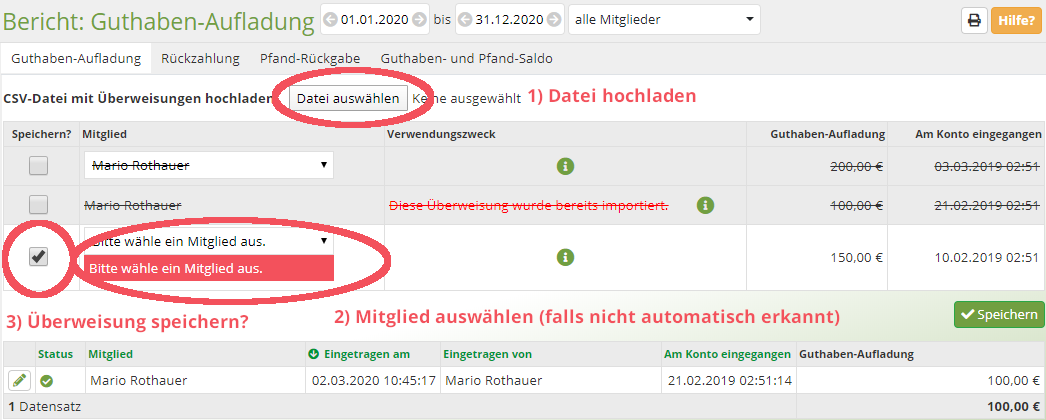 Bericht: Guthaben-Aufladung 01.01.2020 bis 31.12.2020 alle Mitglieder Hilfe?
Guthaben-Aufladung Rückzahlung Pfand-Rückgabe Guthaben- und Pfand-Saldo
CSV-Datei mit Überweisungen hochladen Datei auswählen Keine ausgewählt 1) Datei hochladen
Speichern? Mitglied Verwendungszweck Guthaben-Aufladung Am Konto eingegangen
Mario Rothauer 200,00 € 03.03.2019 02:51
Mario Rothauer Diese Überweisung wurde bereits importiert. 100,00 € 21.02.2019 02:51
Bitte wähle ein Mitglied aus. 150,00 € 10.02.2019 02:51
Bitte wähle ein Mitglied aus.
3) Überweisung speichern? 2) Mitglied auswählen (falls nicht automatisch erkannt) Speichern
Status Mitglied Eingetragen am Eingetragen von Am Konto eingegangen Guthaben-Aufladung
Mario Rothauer 02.03.2020 10:45:17 Mario Rothauer 21.02.2019 02:51:14 100,00 €
1 Datensatz 100,00 €